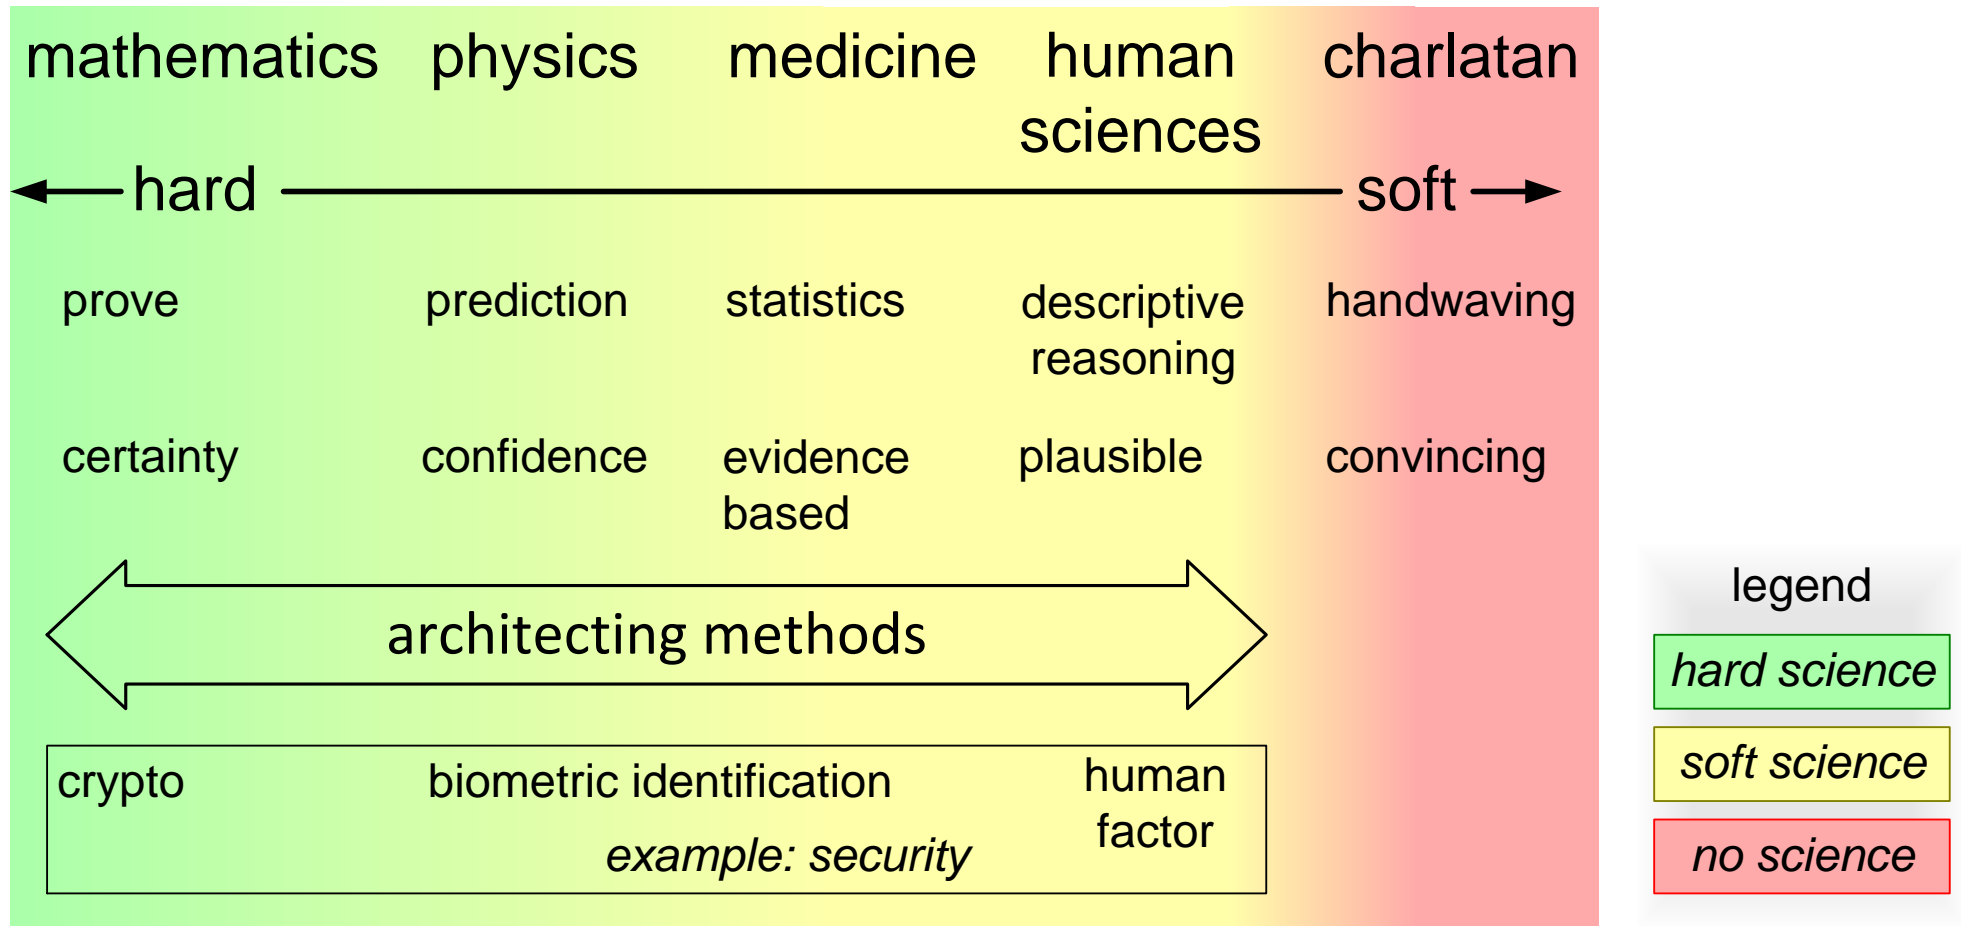 mathematics physics medicine human sciences charlatan
hard soft
prove prediction statistics descriptive reasoning handwaving
certainty confidence evidence based plausible convincing
architecting methods
crypto biometric identification human factor
example: security
legend
hard science
soft science
no science